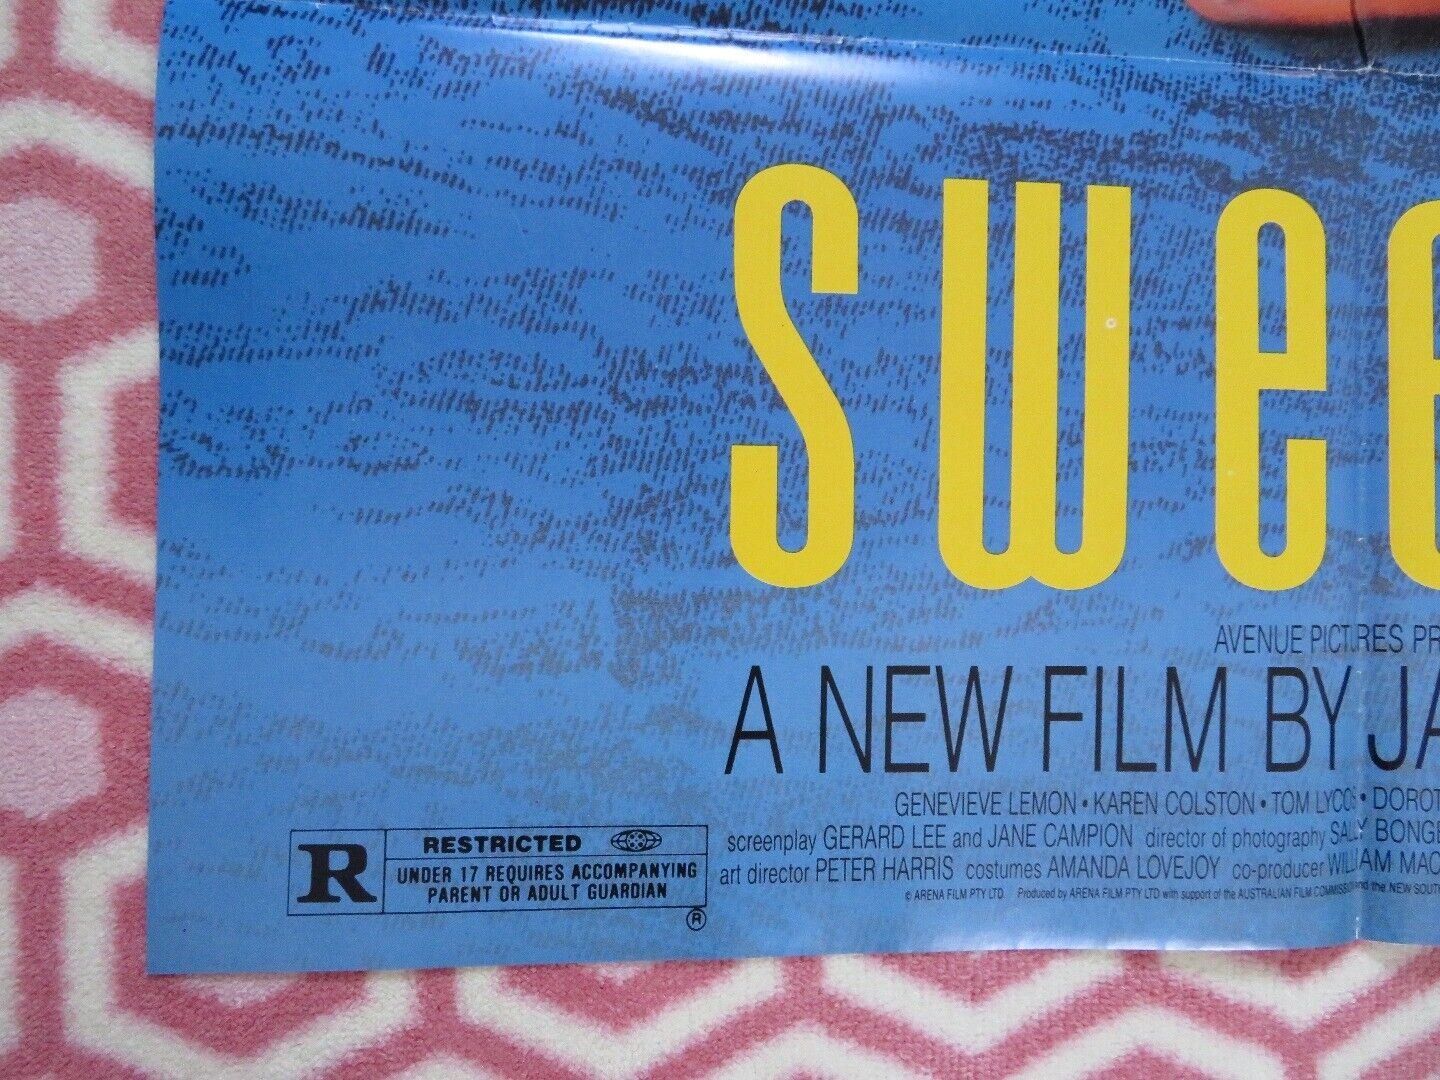 swee
AVENUE PICTURES PR
A NEW FILM BY JA
GENEVIEVE LEMON • KAREN COLSTON • TOM LYCOS • DOROT
screenplay GERARD LEE and JANE CAMPION director of photography SALLY BONGE
art director PETER HARRIS costumes AMANDA LOVEJOY co-producer WILLIAM MAC
© ARENA FILM PTY LTD. Produced by ARENA FILM PTY LTD with support of the AUSTRALIAN FILM COMMISSION and the NEW SOUT
R
RESTRICTED
UNDER 17 REQUIRES ACCOMPANYING
PARENT OR ADULT GUARDIAN
®